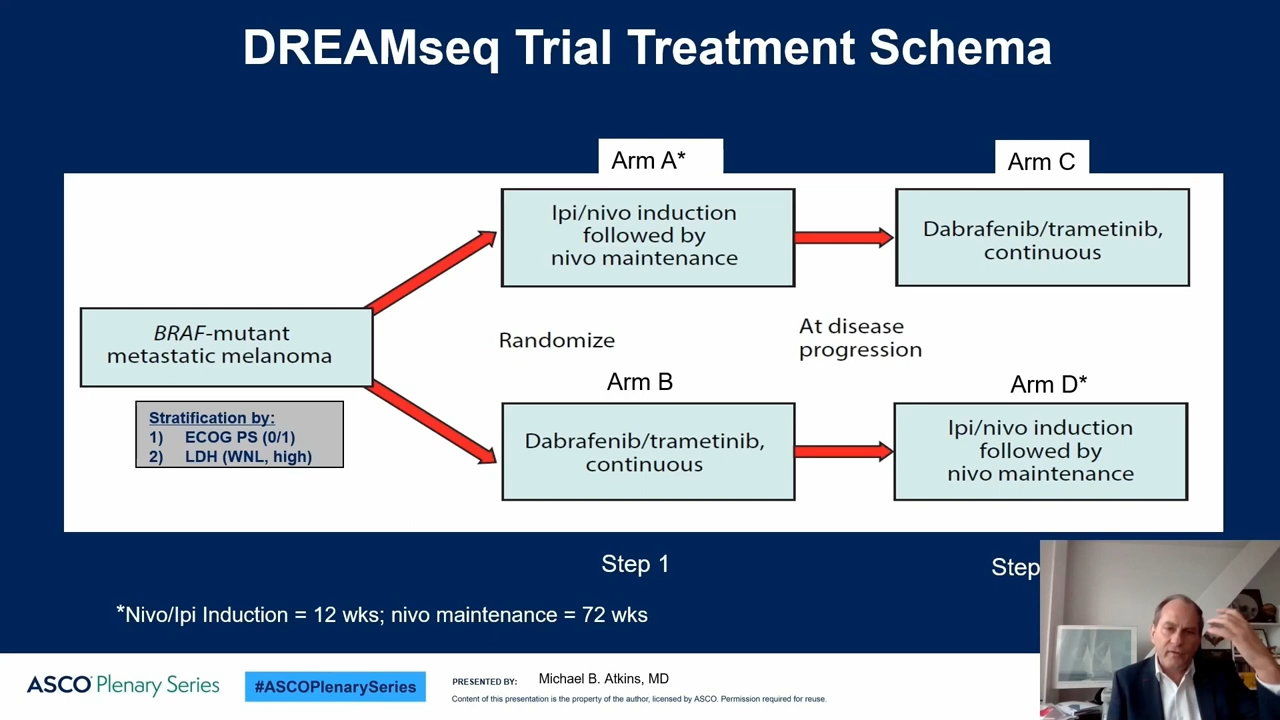 DREAMseq Trial Treatment Schema
Arm A*
Arm C
Ipi/nivo induction
followed by
nivo maintenance
Dabrafenib/trametinib,
continuous
BRAF-mutant
metastatic melanoma
Randomize
At disease
progression
Stratification by:
1) ECOG PS (0/1)
2) LDH (WNL, high)
Arm B
Arm D*
Dabrafenib/trametinib,
continuous
Ipi/nivo induction
followed by
nivo maintenance
Step 1
Step
*Nivo/Ipi Induction = 12 wks; nivo maintenance = 72 wks
ASCO Plenary Series
#ASCOPlenarySeries
PRESENTED BY: Michael B. Atkins, MD
Content of this presentation is the property of the author, licensed by ASCO. Permission required for reuse.